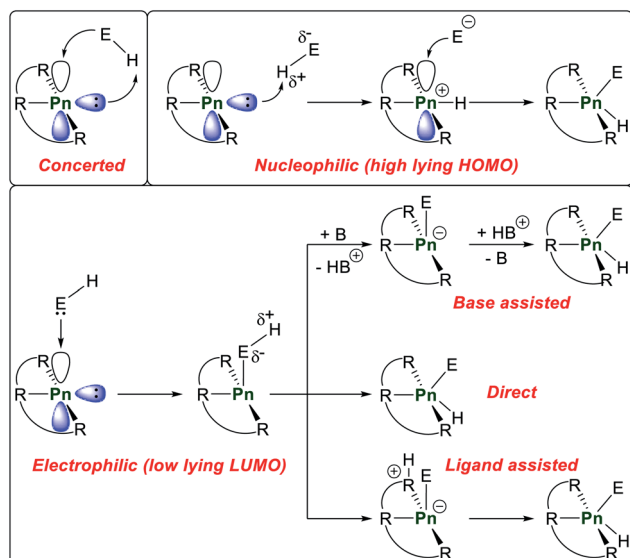 E
H
R
R
Pn
:
R
Concerted
δ-
E
H
δ+
R
R
Pn
:
R
E
⊖
R
R
Pn
⊕
H
R
E
R
R
Pn
H
R
Nucleophilic (high lying HOMO)
H
E
:
R
R
Pn
:
R
Electrophilic (low lying LUMO)
δ+
H
E
δ-
R
R
Pn
R
+ B
- HB⊕
E
R
⊖
R
Pn
R
+ HB⊕
- B
E
R
R
Pn
H
R
Base assisted
E
R
R
Pn
H
R
Direct
Ligand assisted
H
⊕
E
R
⊖
R
Pn
R
E
R
R
Pn
H
R